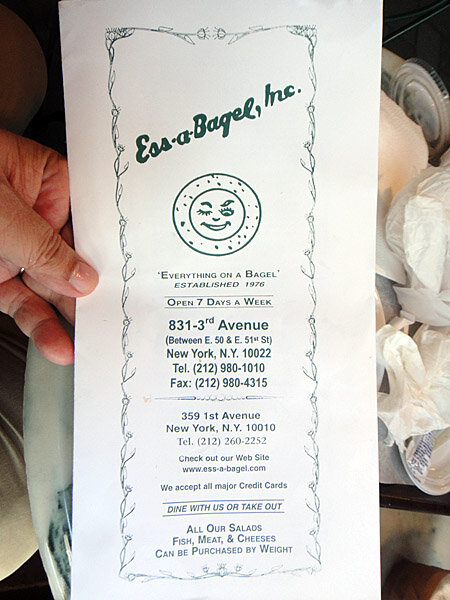 Ess-a-Bagel, Inc.
'EVERYTHING ON A BAGEL'
ESTABLISHED 1976
OPEN 7 DAYS A WEEK
831-3rd Avenue
(Between E. 50 & E. 51st St)
New York, N.Y. 10022
Tel. (212) 980-1010
Fax: (212) 980-4315
359 1st Avenue
New York, N.Y. 10010
Tel. (212) 260-2252
Check out our Web Site
www.ess-a-bagel.com
We accept all major Credit Cards
DINE WITH US OR TAKE OUT
ALL OUR SALADS
FISH, MEAT, & CHEESES
CAN BE PURCHASED BY WEIGHT